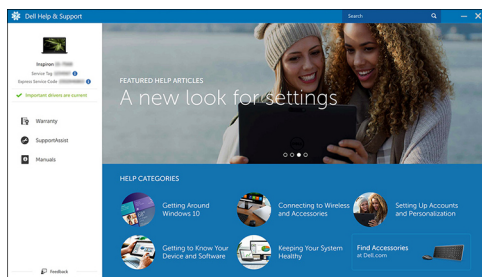 Dell Help & Support
Search
Inspiron
Service Tag
Express Service Code
Important drivers are current
Warranty
SupportAssist
Manuals
Feedback
FEATURED HELP ARTICLES
A new look for settings
HELP CATEGORIES
Getting Around
Windows 10
Connecting to Wireless
and Accessories
Setting Up Accounts
and Personalization
Getting to Know Your
Device and Software
Keeping Your System
Healthy
Find Accessories
at Dell.com